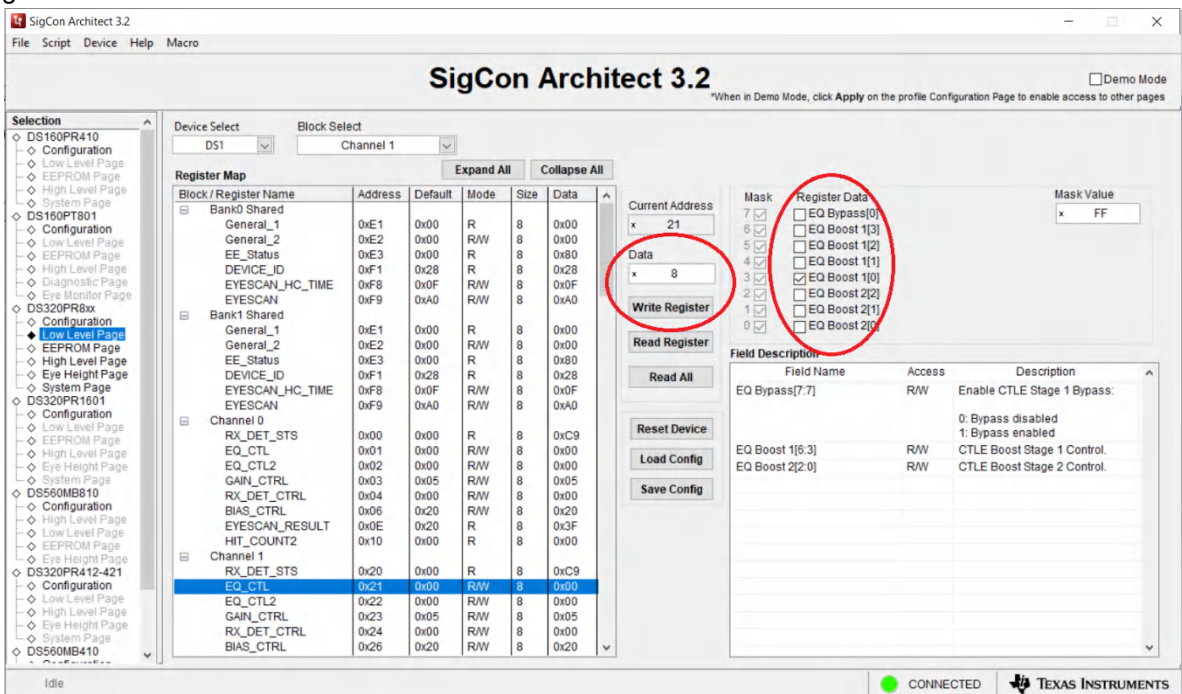 SigCon Architect 3.2
File Script Device Help Macro
SigCon Architect 3.2
Demo Mode
*When in Demo Mode, click Apply on the profile Configuration Page to enable access to other pages
Selection
DS160PR410
Configuration
Low Level Page
EEPROM Page
High Level Page
System Page
DS160PT801
Configuration
Low Level Page
EEPROM Page
High Level Page
Diagnostic Page
Eye Monitor Page
DS320PR8xx
Configuration
Low Level Page
EEPROM Page
High Level Page
Eye Height Page
System Page
DS320PR1601
Configuration
Low Level Page
EEPROM Page
High Level Page
Eye Height Page
System Page
DS560MB810
Configuration
High Level Page
Low Level Page
EEPROM Page
Eye Height Page
DS320PR412-421
Configuration
Low Level Page
High Level Page
Eye Height Page
System Page
DS560MB410
Device Select Block Select
DS1 Channel 1
Register Map Expand All Collapse All
Block / Register Name Address Default Mode Size Data
Bank0 Shared
General_1 0xE1 0x00 R 8 0x00
General_2 0xE2 0x00 R/W 8 0x00
EE_Status 0xE3 0x00 R 8 0x80
DEVICE_ID 0xF1 0x28 R 8 0x28
EYESCAN_HC_TIME 0xF8 0x0F R/W 8 0x0F
EYESCAN 0xF9 0xA0 R/W 8 0xA0
Bank1 Shared
General_1 0xE1 0x00 R 8 0x00
General_2 0xE2 0x00 R/W 8 0x00
EE_Status 0xE3 0x00 R 8 0x80
DEVICE_ID 0xF1 0x28 R 8 0x28
EYESCAN_HC_TIME 0xF8 0x0F R/W 8 0x0F
EYESCAN 0xF9 0xA0 R/W 8 0xA0
Channel 0
RX_DET_STS 0x00 0x00 R 8 0xC9
EQ_CTL 0x01 0x00 R/W 8 0x00
EQ_CTL2 0x02 0x00 R/W 8 0x00
GAIN_CTRL 0x03 0x05 R/W 8 0x05
RX_DET_CTRL 0x04 0x00 R/W 8 0x00
BIAS_CTRL 0x06 0x20 R/W 8 0x20
EYESCAN_RESULT 0x0E 0x20 R 8 0x3F
HIT_COUNT2 0x10 0x00 R 8 0x00
Channel 1
RX_DET_STS 0x20 0x00 R 8 0xC9
EQ_CTL 0x21 0x00 R/W 8 0x00
EQ_CTL2 0x22 0x00 R/W 8 0x00
GAIN_CTRL 0x23 0x05 R/W 8 0x05
RX_DET_CTRL 0x24 0x00 R/W 8 0x00
BIAS_CTRL 0x26 0x20 R/W 8 0x20
Current Address
x 21
Data
x 8
Write Register
Read Register
Read All
Reset Device
Load Config
Save Config
Mask Register Data
7 EQ Bypass[0]
6 EQ Boost 1[3]
5 EQ Boost 1[2]
4 EQ Boost 1[1]
3 EQ Boost 1[0]
2 EQ Boost 2[2]
1 EQ Boost 2[1]
0 EQ Boost 2[0]
Mask Value
x FF
Field Description
Field Name Access Description
EQ Bypass[7:7] R/W Enable CTLE Stage 1 Bypass:
0: Bypass disabled
1: Bypass enabled
EQ Boost 1[6:3] R/W CTLE Boost Stage 1 Control.
EQ Boost 2[2:0] R/W CTLE Boost Stage 2 Control.
Idle CONNECTED TEXAS INSTRUMENTS